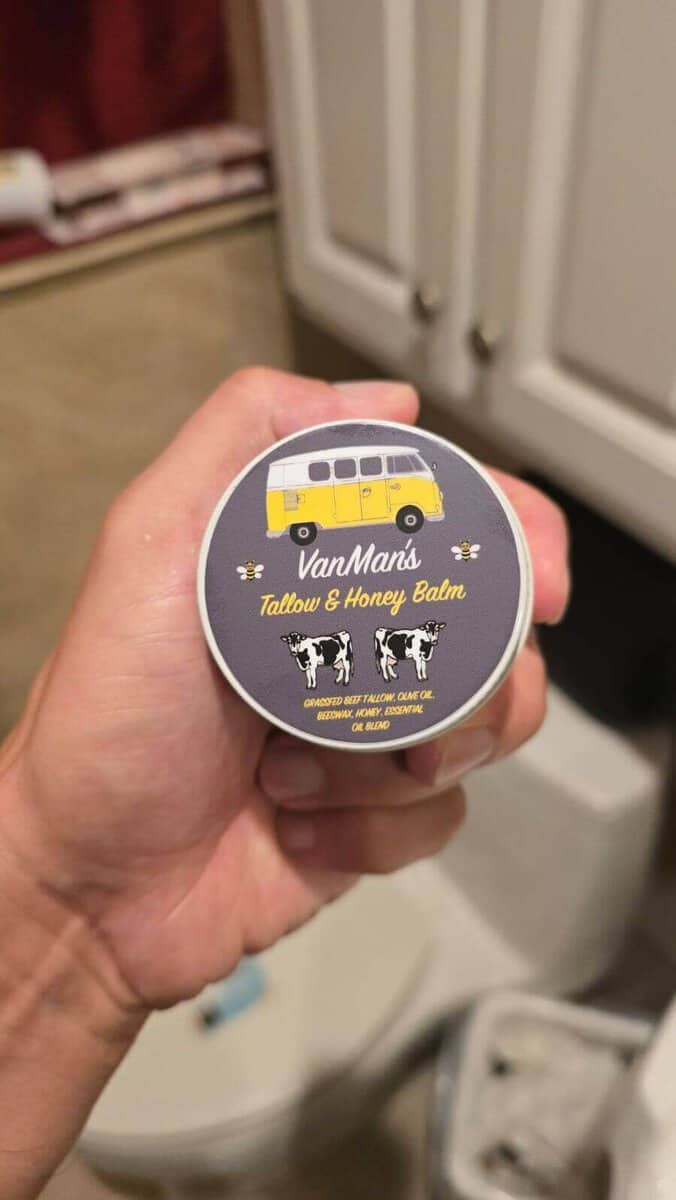 VanMan's
Tallow & Honey Balm
GRASSFED BEEF TALLOW, OLIVE OIL,
BEESWAX, HONEY, ESSENTIAL
OIL BLEND